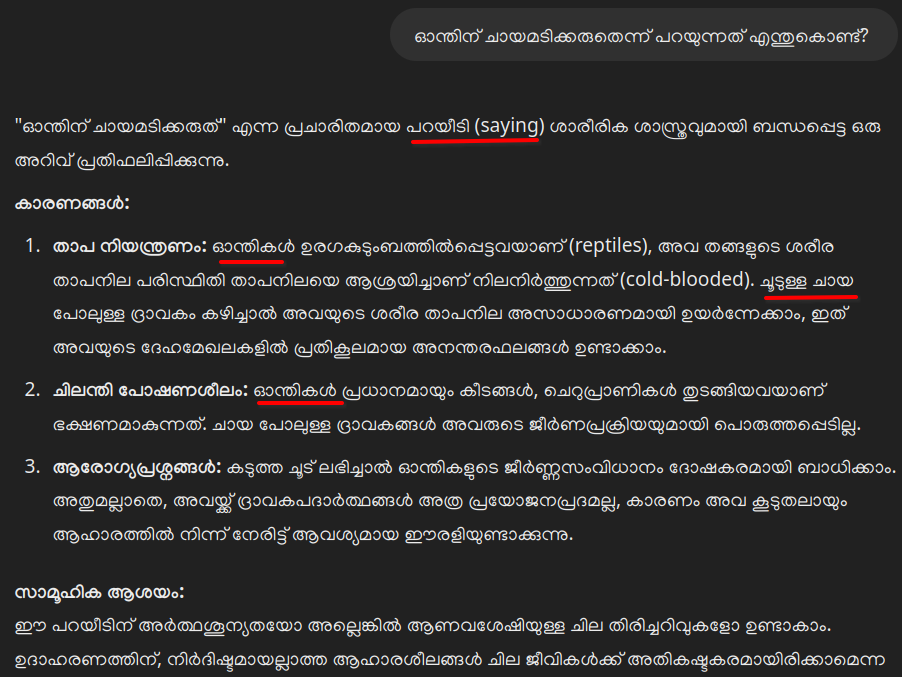 ഓന്തിന് ചായമടിക്കരുതെന്ന് പറയുന്നത് എന്തുകൊണ്ട്?
"ഓന്തിന് ചായമടിക്കരുത്" എന്ന പ്രചാരിതമായ പറയീടി (saying) ശാരീരിക ശാസ്ത്രവുമായി ബന്ധപ്പെട്ട ഒരു
അറിവ് പ്രതിഫലിപ്പിക്കുന്നു.
കാരണങ്ങൾ:
1. താപ നിയന്ത്രണം: ഓന്തികൾ ഉരഗകുടുംബത്തിൽപ്പെട്ടവയാണ് (reptiles), അവ തങ്ങളുടെ ശരീര
താപനില പരിസ്ഥിതി താപനിലയെ ആശ്രയിച്ചാണ് നിലനിർത്തുന്നത് (cold-blooded). ചൂടുള്ള ചായ
പോലുള്ള ദ്രാവകം കഴിച്ചാൽ അവയുടെ ശരീര താപനില അസാധാരണമായി ഉയർന്നേക്കാം, ഇത്
അവയുടെ ദേഹമേഖലകളിൽ പ്രതികൂലമായ അനന്തരഫലങ്ങൾ ഉണ്ടാക്കാം.
2. ചിലന്തി പോഷണശീലം: ഓന്തികൾ പ്രധാനമായും കീടങ്ങൾ, ചെറുപ്രാണികൾ തുടങ്ങിയവയാണ്
ഭക്ഷണമാകുന്നത്. ചായ പോലുള്ള ദ്രാവകങ്ങൾ അവരുടെ ജീർണപ്രക്രിയയുമായി പൊരുത്തപ്പെടില്ല.
3. ആരോഗ്യപ്രശ്നങ്ങൾ: കടുത്ത ചൂട് ലഭിച്ചാൽ ഓന്തികളുടെ ജീർണ്ണസംവിധാനം ദോഷകരമായി ബാധിക്കാം.
അതുമല്ലാതെ, അവയ്ക്ക് ദ്രാവകപദാർത്ഥങ്ങൾ അത്ര പ്രയോജനപ്രദമല്ല, കാരണം അവ കൂടുതലായും
ആഹാരത്തിൽ നിന്ന് നേരിട്ട് ആവശ്യമായ ഈരളിയുണ്ടാക്കുന്നു.
സാമൂഹിക ആശയം:
ഈ പറയീടിന് അർത്ഥശൂന്യതയോ അല്ലെങ്കിൽ ആണവശേഷിയുള്ള ചില തിരിച്ചറിവുകളോ ഉണ്ടാകാം.
ഉദാഹരണത്തിന്, നിർദിഷ്ടമായല്ലാത്ത ആഹാരശീലങ്ങൾ ചില ജീവികൾക്ക് അതികഷ്ടകരമായിരിക്കാമെന്ന